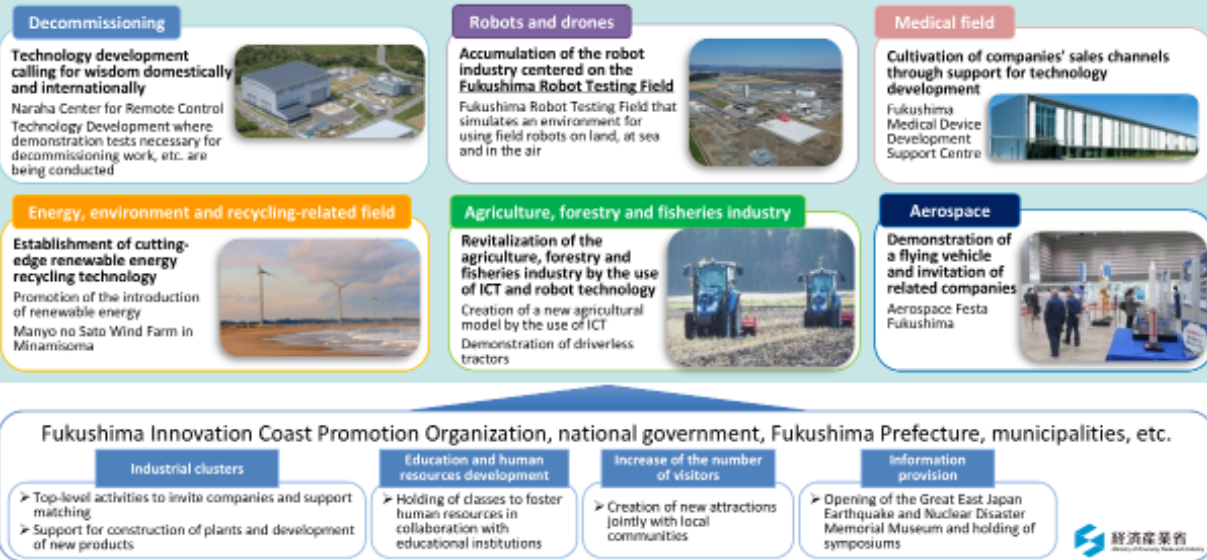 Decommissioning
Technology development
calling for wisdom domestically
and internationally
Naraha Center for Remote Control
Technology Development where
demonstration tests necessary for
decommissioning work, etc. are
being conducted
Robots and drones
Accumulation of the robot
industry centered on the
Fukushima Robot Testing Field
Fukushima Robot Testing Field that
simulates an environment for
using field robots on land, at sea
and in the air
Medical field
Cultivation of companies' sales channels
through support for technology
development
Fukushima
Medical Device
Development
Support Centre
Energy, environment and recycling-related field
Establishment of cutting-
edge renewable energy
recycling technology
Promotion of the introduction
of renewable energy
Manyo no Sato Wind Farm in
Minamisoma
Agriculture, forestry and fisheries industry
Revitalization of the
agriculture, forestry and
fisheries industry by the use
of ICT and robot technology
Creation of a new agricultural
model by the use of ICT
Demonstration of driverless
tractors
Aerospace
Demonstration of
a flying vehicle
and invitation of
related companies
Aerospace Festa
Fukushima
Fukushima Innovation Coast Promotion Organization, national government, Fukushima Prefecture, municipalities, etc.
Industrial clusters
➢ Top-level activities to invite companies and support
matching
➢ Support for construction of plants and development
of new products
Education and human
resources development
➢ Holding of classes to foster
human resources in
collaboration with
educational institutions
Increase of the number
of visitors
➢ Creation of new attractions
jointly with local
communities
Information
provision
➢ Opening of the Great East Japan
Earthquake and Nuclear Disaster
Memorial Museum and holding of
symposiums
経済産業省
Ministry of Economy, Trade and Industry